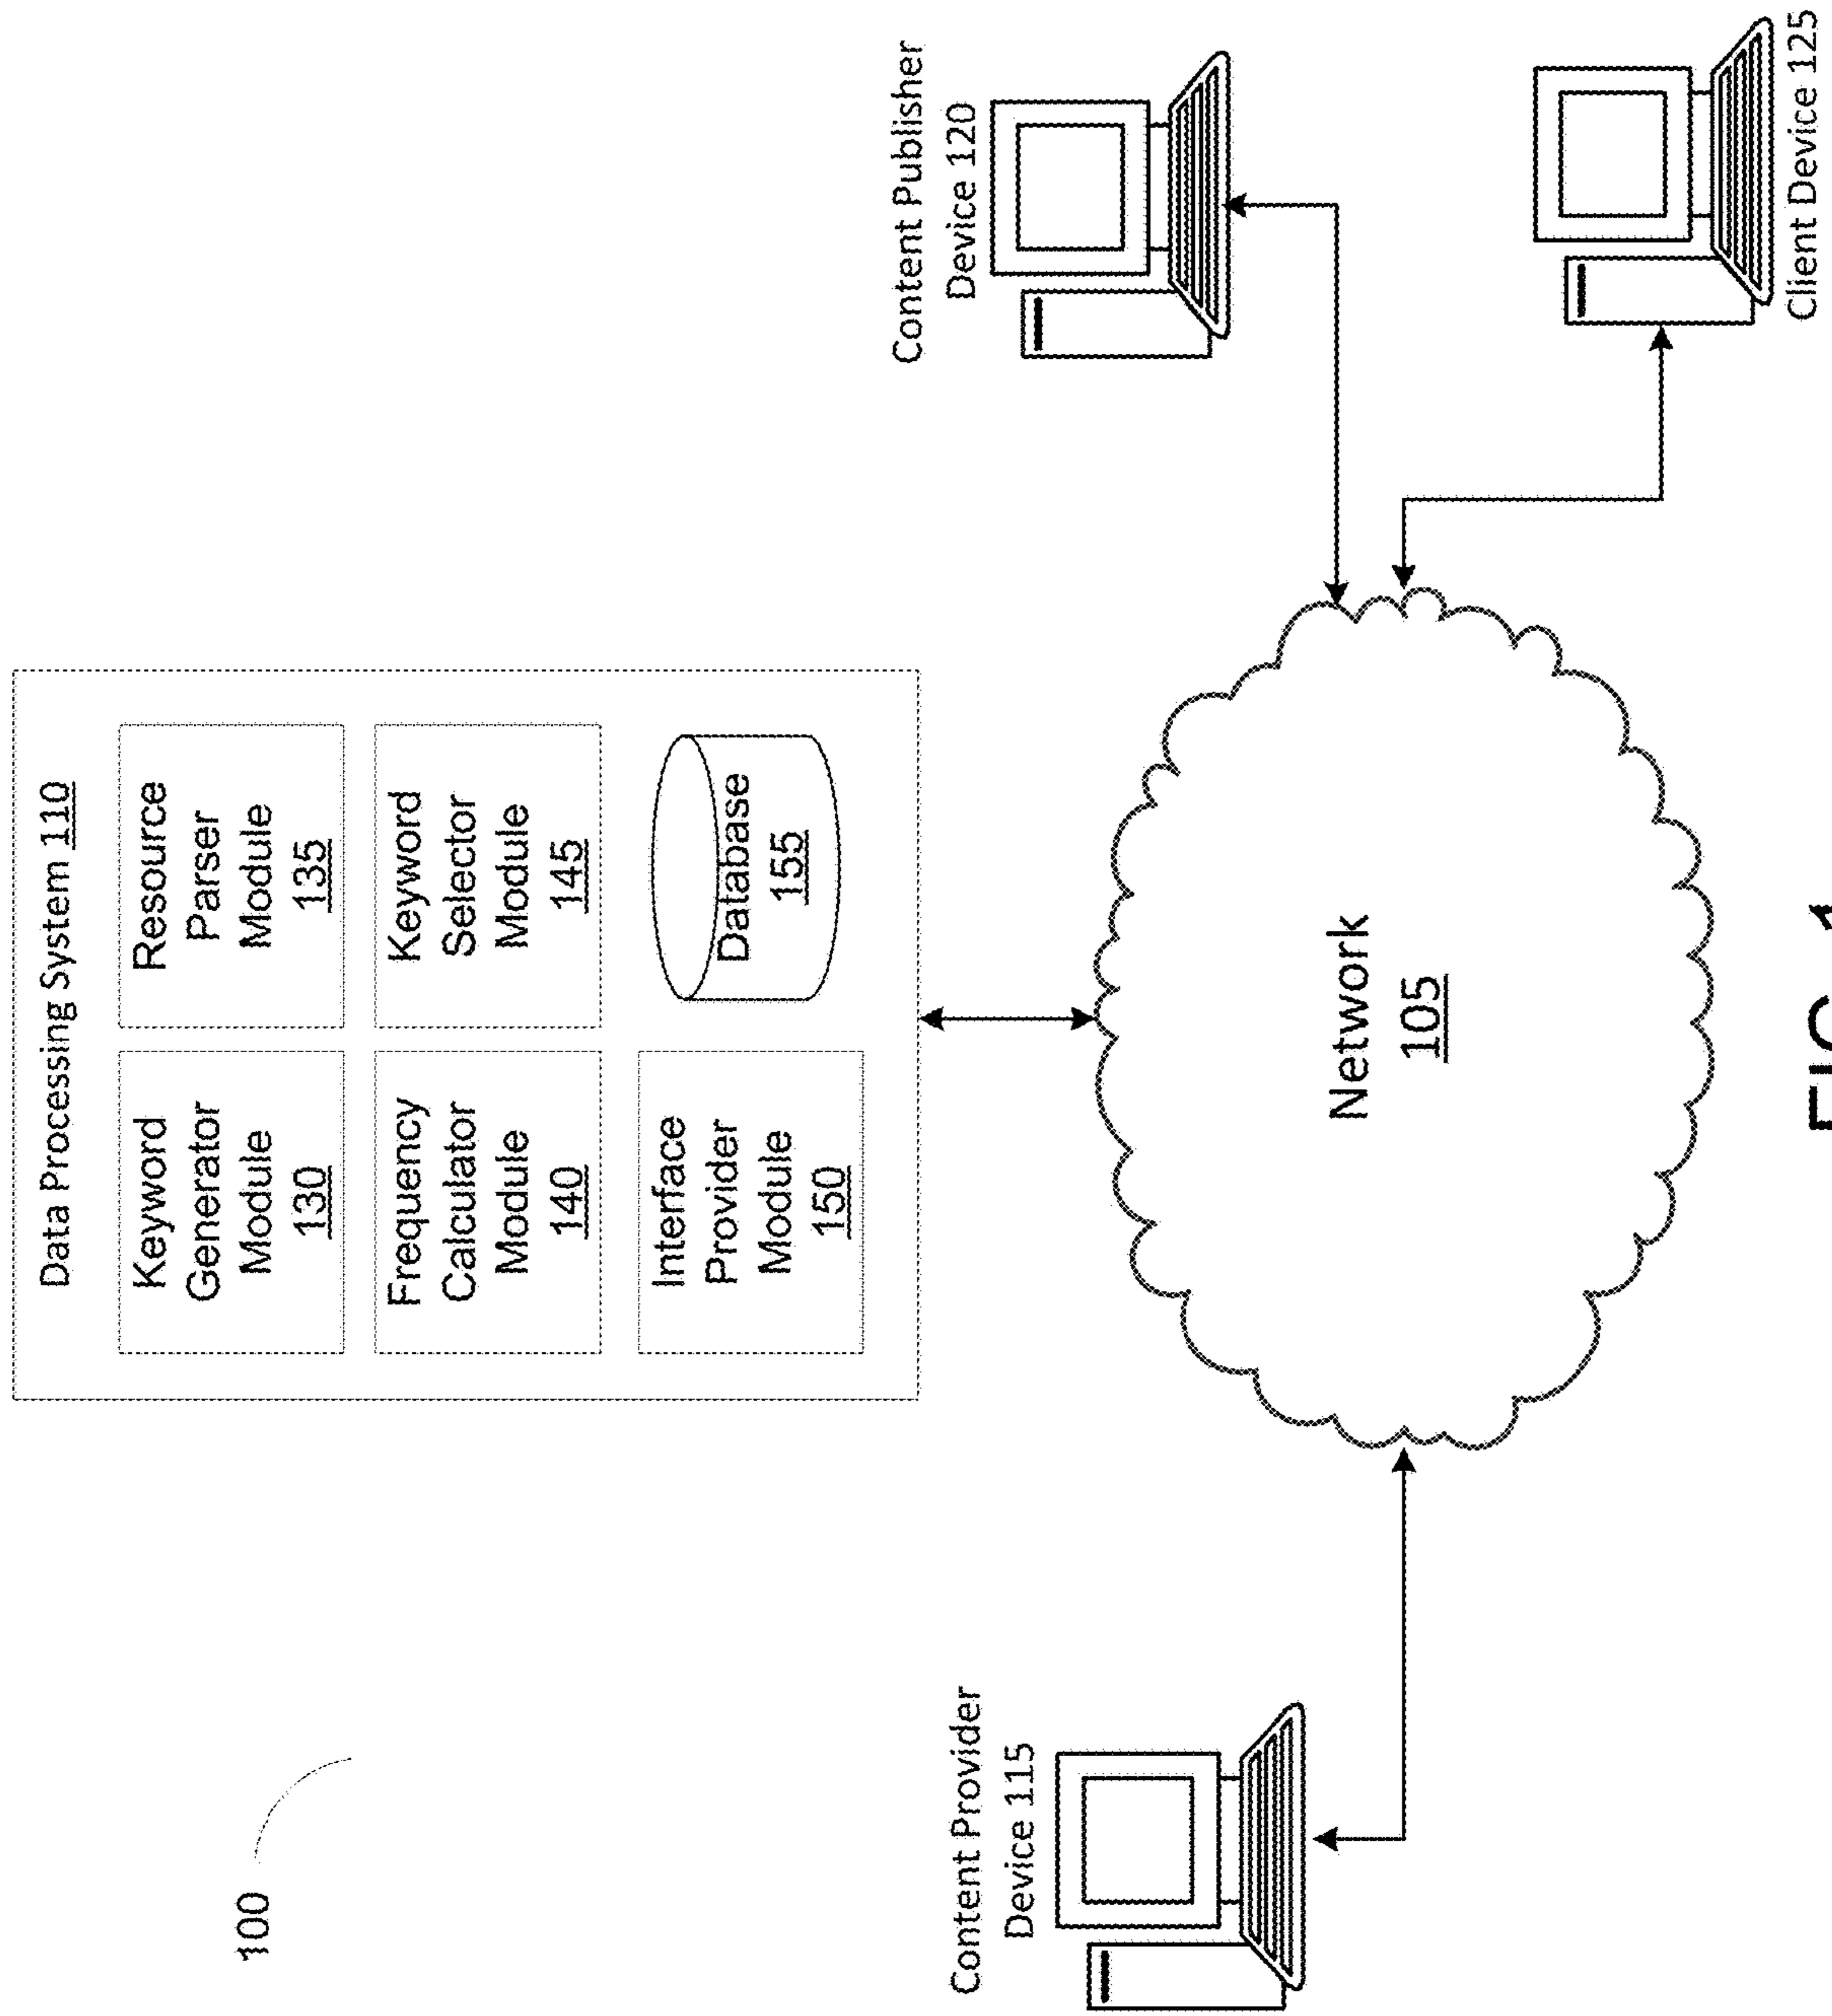 100
Data Processing System 110
Keyword
Generator
Module
130
Resource
Parser
Module
135
Frequency
Calculator
Module
140
Keyword
Selector
Module
145
Interface
Provider
Module
150
Database
155
Content Provider
Device 115
Network
105
Content Publisher
Device 120
Client Device 125
FIG. 1